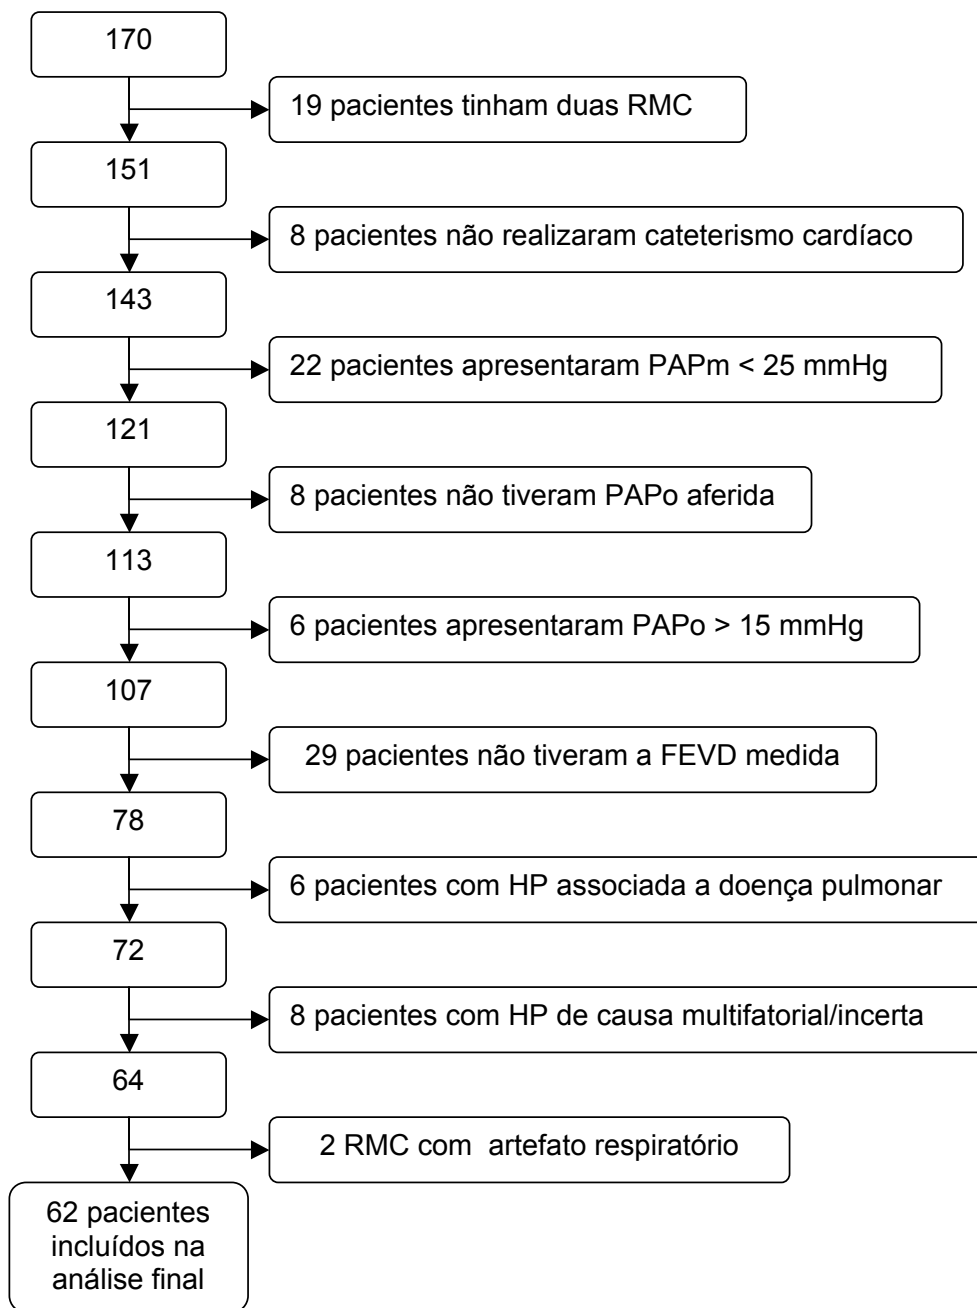 170
19 pacientes tinham duas RMC
151
8 pacientes não realizaram cateterismo cardíaco
143
22 pacientes apresentaram PAPm < 25 mmHg
121
8 pacientes não tiveram PAPo aferida
113
6 pacientes apresentaram PAPo > 15 mmHg
107
29 pacientes não tiveram a FEVD medida
78
6 pacientes com HP associada a doença pulmonar
72
8 pacientes com HP de causa multifatorial/incerta
64
2 RMC com artefato respiratório
62 pacientes
incluídos na
análise final